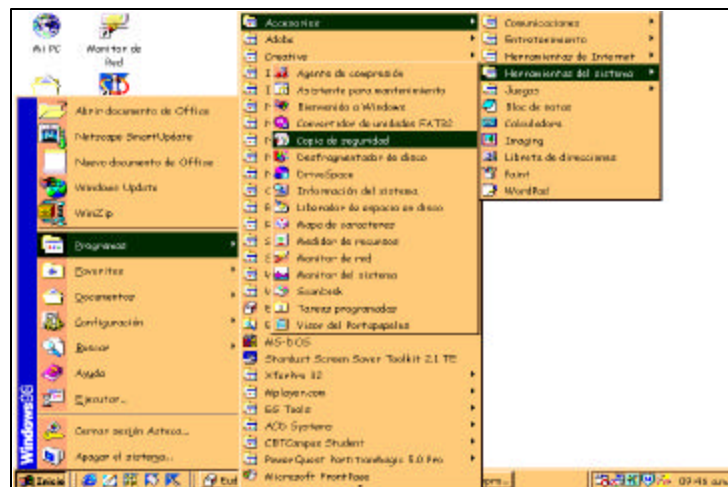 Mi PC
Monitor de
Red
Abrir documento de Office
Netscape SmartUpdate
Nuevo documento de Office
Windows Update
WinZip
Programas
Favoritos
Documentos
Configuración
Buscar
Ayuda
Ejecutar...
Cerrar sesión Azteca...
Apagar el sistema...
Windows98
Accesorios
Adobe
Creative
Agente de compresión
Asistente para mantenimiento
Bienvenido a Windows
Convertidor de unidades FAT32
Copia de seguridad
Desfragmentador de disco
DriveSpace
Información del sistema
Liberador de espacio en disco
Mapa de caracteres
Medidor de recursos
Monitor de red
Monitor del sistema
Scandisk
Tareas programadas
Visor del Portapapeles
MS-DOS
Stardust Screen Saver Toolkit 2.1 TE
Xferpro 32
Mplayer.com
GG Tools
ACD Systems
CBTCampus Student
PowerQuest PartitionMagic 5.0 Pro
Microsoft FrontPage
Comunicaciones
Entretenimiento
Herramientas de Internet
Herramientas del sistema
Juegos
Bloc de notas
Calculadora
Imaging
Libreta de direcciones
Paint
WordPad
Inicio
09:45 a.m.